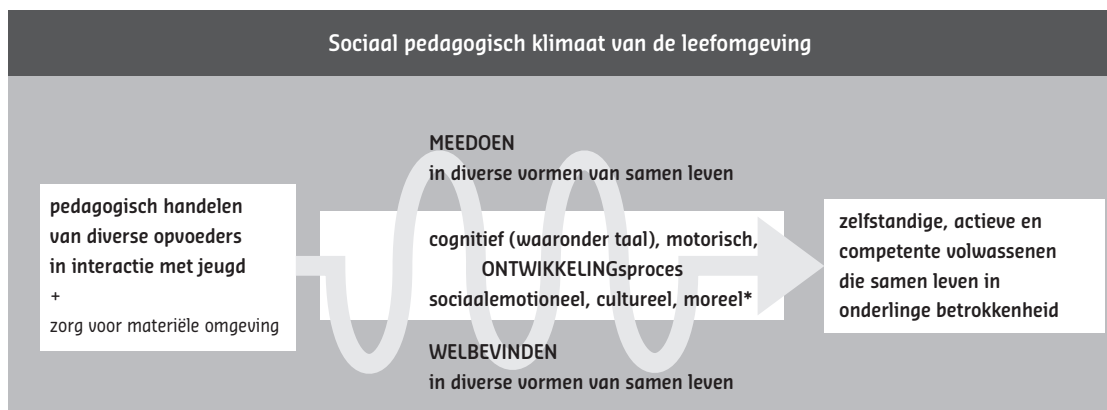 Sociaal pedagogisch klimaat van de leefomgeving
pedagogisch handelen
van diverse opvoeders
in interactie met jeugd
+
zorg voor materiële omgeving
MEEDOEN
in diverse vormen van samen leven
cognitief (waaronder taal), motorisch,
ONTWIKKELINGsproces
sociaalemotioneel, cultureel, moreel*
WELBEVINDEN
in diverse vormen van samen leven
zelfstandige, actieve en
competente volwassenen
die samen leven in
onderlinge betrokkenheid